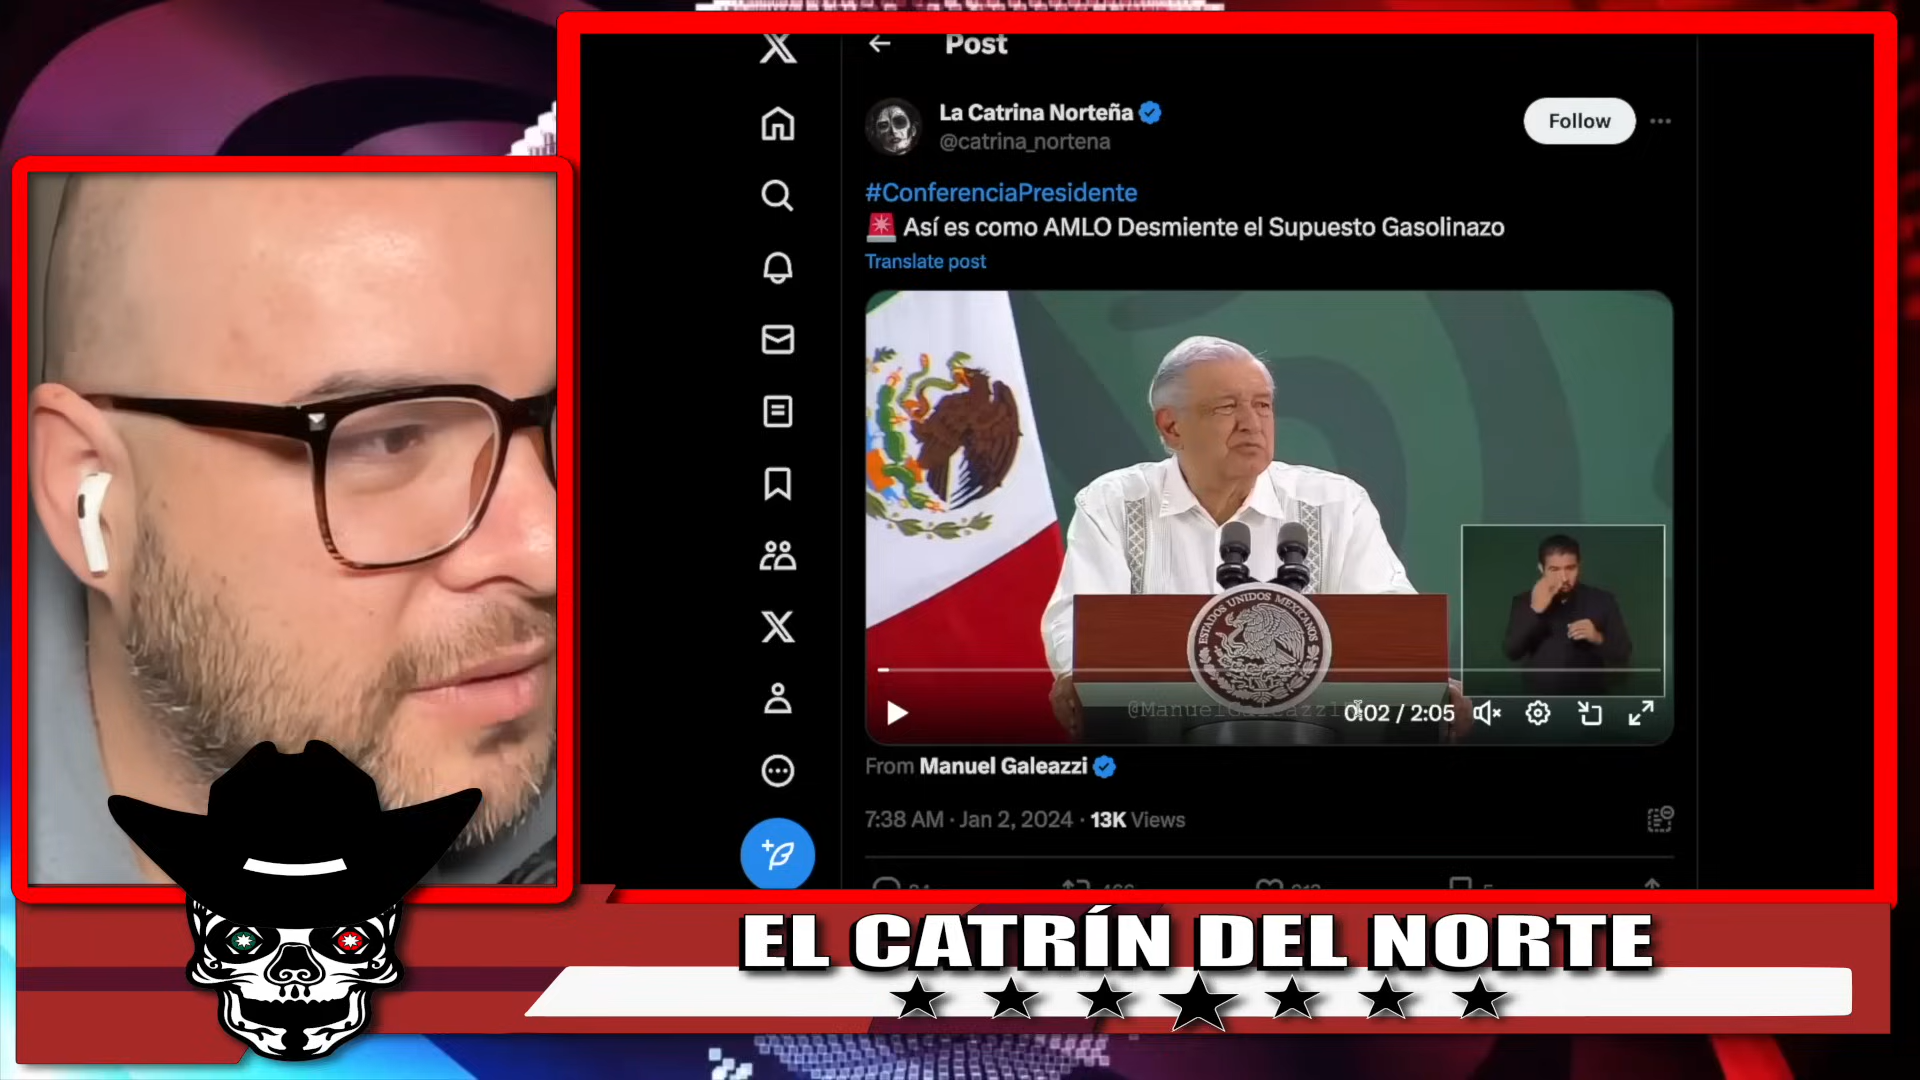 Post
La Catrina Norteña
@catrina_nortena
Follow
#ConferenciaPresidente
Así es como AMLO Desmiente el Supuesto Gasolinazo
Translate post
ESTADOS UNIDOS MEXICANOS
0:02 / 2:05
From Manuel Galeazzi
7:38 AM · Jan 2, 2024 · 13K Views
EL CATRÍN DEL NORTE